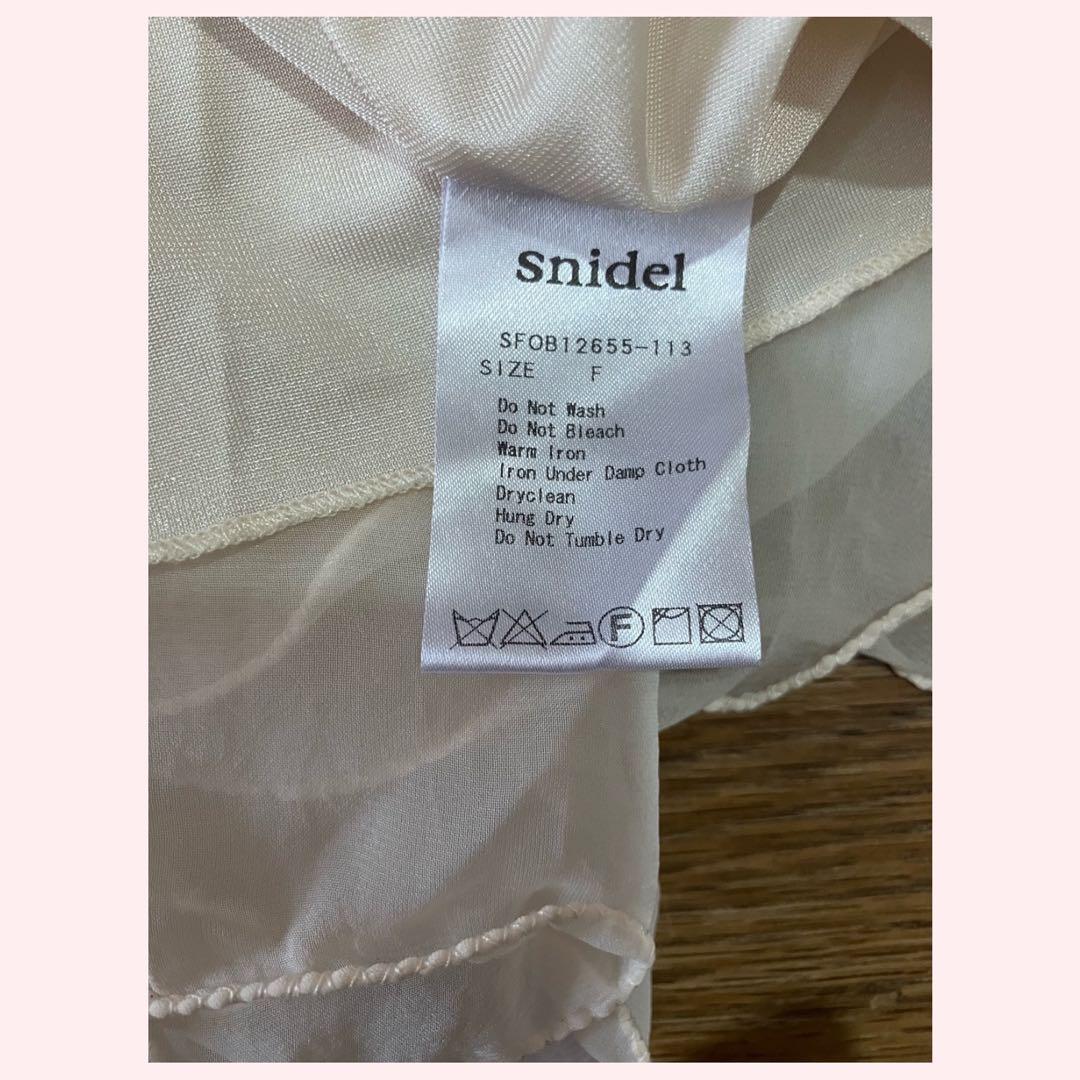 snidel
SFOB12655-113
SIZE F
Do Not Wash
Do Not Bleach
Warm Iron
Iron Under Damp Cloth
Dryclean
Hung Dry
Do Not Tumble Dry
F